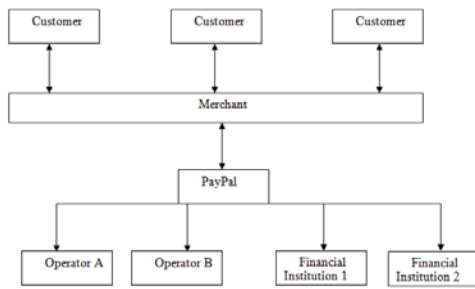 Customer
Customer
Customer
Merchant
PayPal
Operator A
Operator B
Financial
Institution 1
Financial
Institution 2